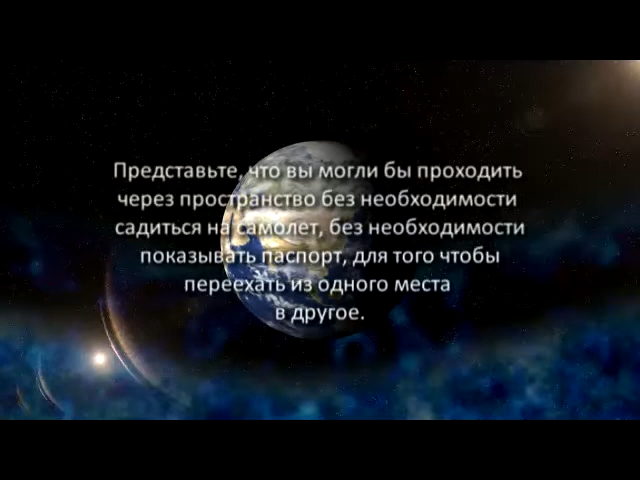 Представьте, что вы могли бы проходить
через пространство без необходимости
садиться на самолет, без необходимости
показывать паспорт, для того чтобы
переехать из одного места
в другое.